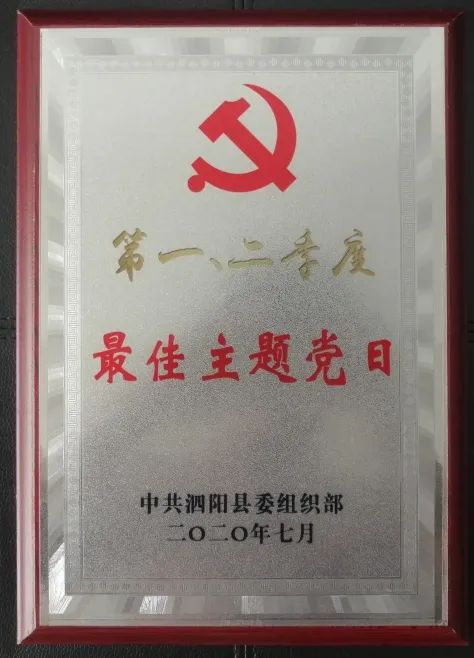 第一、二季度
最佳主题党日
中共泗阳县委组织部
二〇二〇年七月